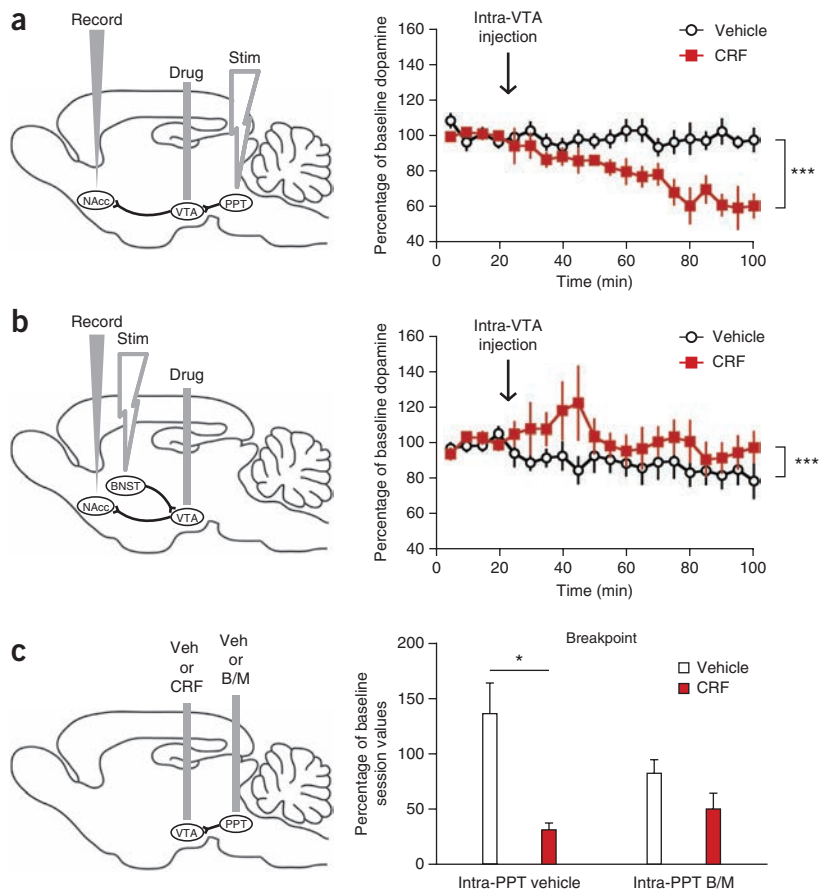 a
Record
Drug
Stim
NAcc
VTA
PPT
Percentage of baseline dopamine
160
140
120
100
80
60
40
Intra-VTA
injection
Vehicle
CRF
***
0
20
40
60
80
100
Time (min)
b
Record
Stim
Drug
BNST
NAcc
VTA
Percentage of baseline dopamine
160
140
120
100
80
60
40
Intra-VTA
injection
Vehicle
CRF
***
0
20
40
60
80
100
Time (min)
c
Veh
or
CRF
Veh
or
B/M
VTA
PPT
Percentage of baseline
session values
200
150
100
50
0
Breakpoint
*
Vehicle
CRF
Intra-PPT vehicle
Intra-PPT B/M